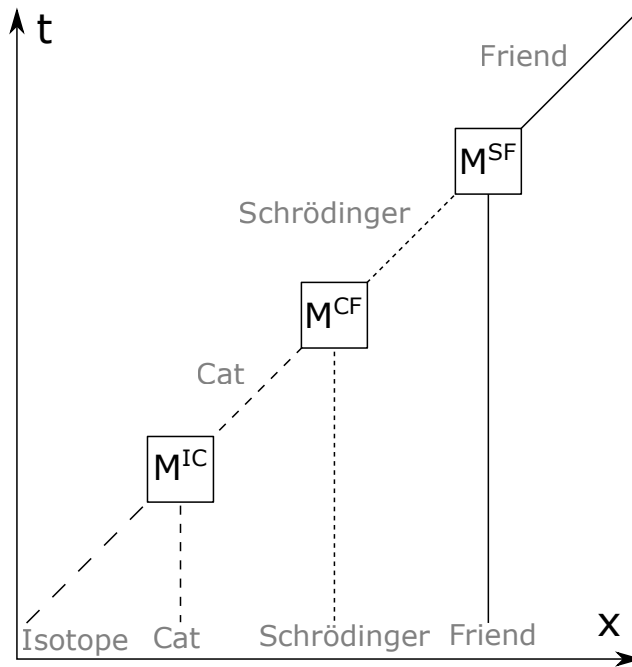 t
Friend
M^SF
Schrödinger
M^CF
Cat
M^IC
x
Isotope Cat Schrödinger Friend